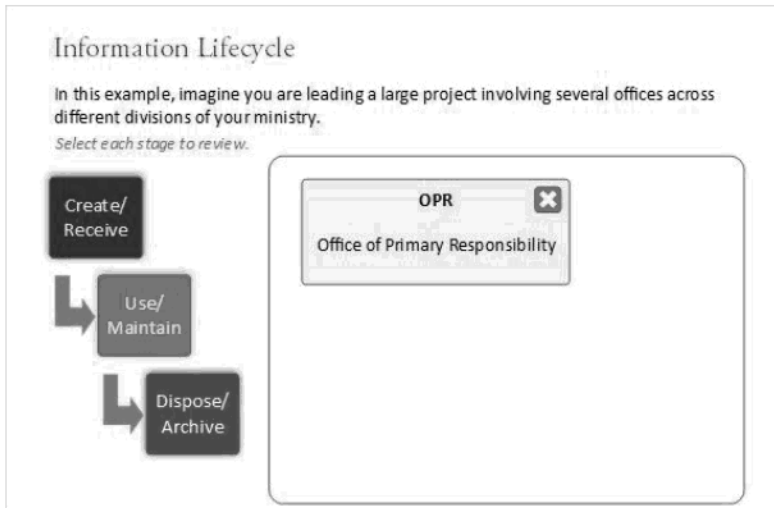 Information Lifecycle
In this example, imagine you are leading a large project involving several offices across
different divisions of your ministry.
Select each stage to review.
Create/
Receive
Use/
Maintain
Dispose/
Archive
OPR
Office of Primary Responsibility